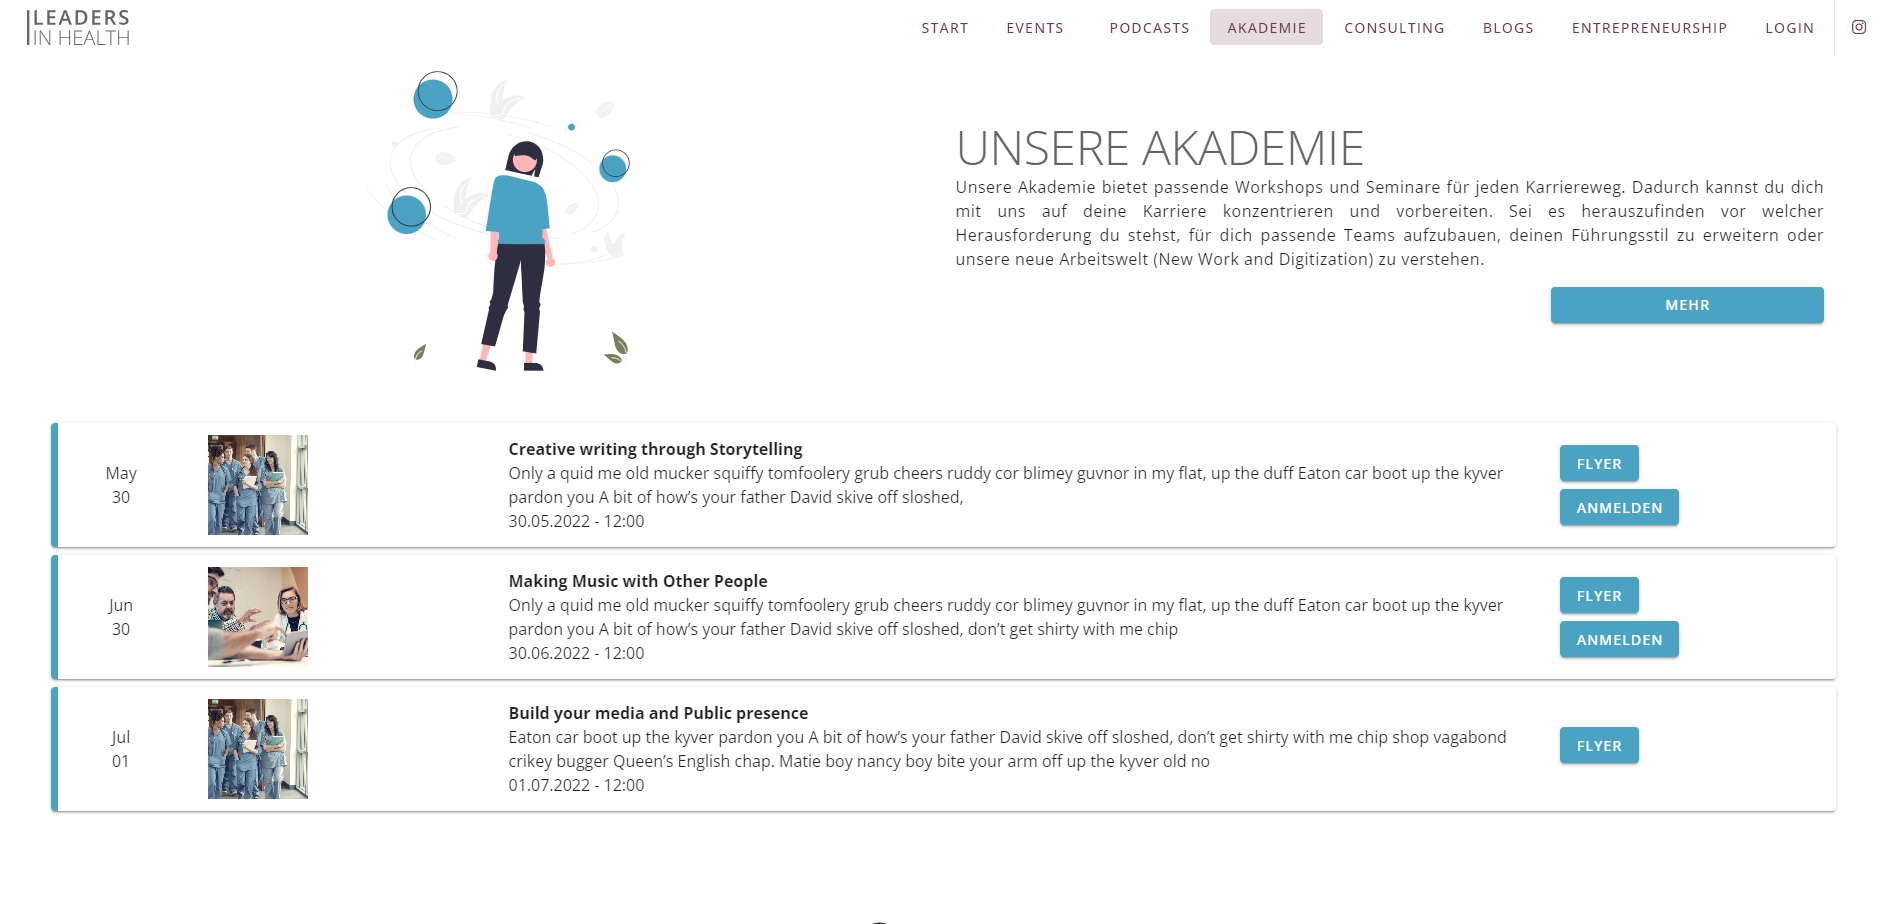 LEADERS
IN HEALTH
START EVENTS PODCASTS AKADEMIE CONSULTING BLOGS ENTREPRENEURSHIP LOGIN
UNSERE AKADEMIE
Unsere Akademie bietet passende Workshops und Seminare für jeden Karriereweg. Dadurch kannst du dich
mit uns auf deine Karriere konzentrieren und vorbereiten. Sei es herauszufinden vor welcher
Herausforderung du stehst, für dich passende Teams aufzubauen, deinen Führungsstil zu erweitern oder
unsere neue Arbeitswelt (New Work and Digitization) zu verstehen.
MEHR
May
30
Creative writing through Storytelling
Only a quid me old mucker squiffy tomfoolery grub cheers ruddy cor blimey guvnor in my flat, up the duff Eaton car boot up the kyver
pardon you A bit of how’s your father David skive off sloshed,
30.05.2022 - 12:00
FLYER
ANMELDEN
Jun
30
Making Music with Other People
Only a quid me old mucker squiffy tomfoolery grub cheers ruddy cor blimey guvnor in my flat, up the duff Eaton car boot up the kyver
pardon you A bit of how’s your father David skive off sloshed, don’t get shirty with me chip
30.06.2022 - 12:00
FLYER
ANMELDEN
Jul
01
Build your media and Public presence
Eaton car boot up the kyver pardon you A bit of how’s your father David skive off sloshed, don’t get shirty with me chip shop vagabond
crikey bugger Queen’s English chap. Matie boy nancy boy bite your arm off up the kyver old no
01.07.2022 - 12:00
FLYER